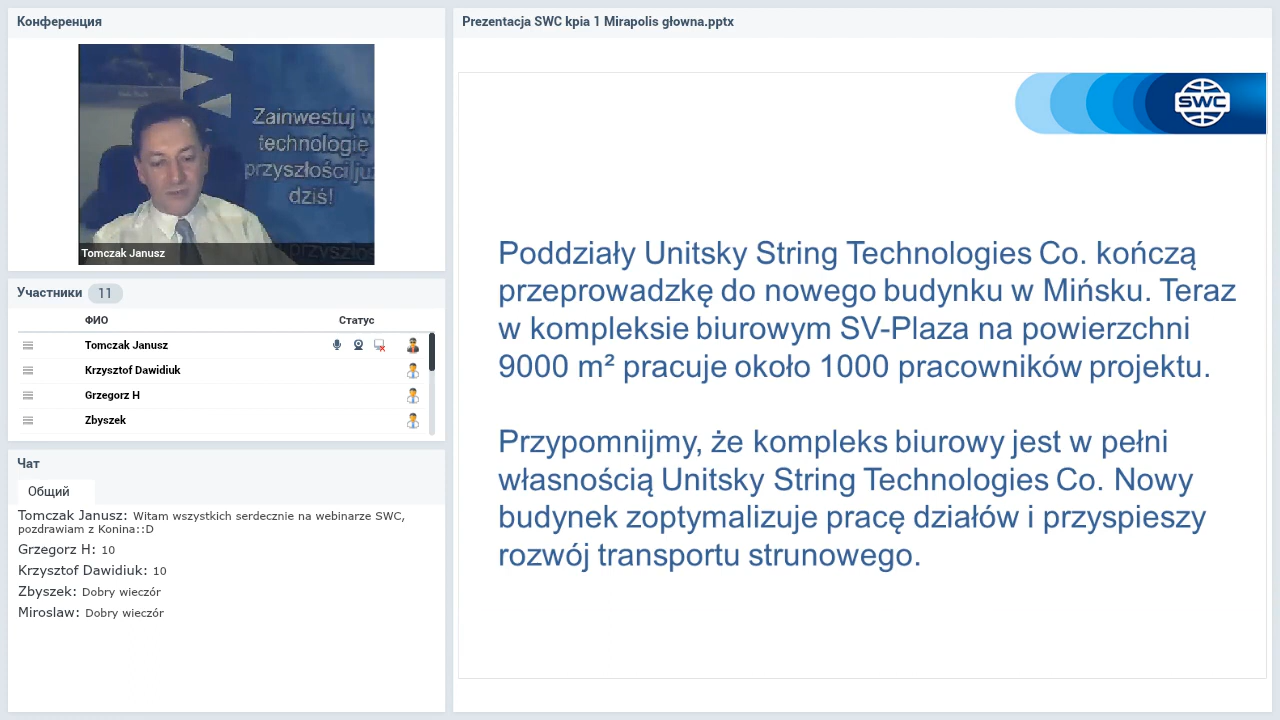 Конференция
Zainwestuj w
technologię
przyszłości już
dziś!
Tomczak Janusz
Участники 11
ФИО Статус
Tomczak Janusz
Krzysztof Dawidiuk
Grzegorz H
Zbyszek
Чат
Общий
Tomczak Janusz: Witam wszystkich serdecznie na webinarze SWC,
pozdrawiam z Konina::D
Grzegorz H: 10
Krzysztof Dawidiuk: 10
Zbyszek: Dobry wieczór
Miroslaw: Dobry wieczór
Prezentacja SWC kpia 1 Mirapolis głowna.pptx
SWC
Poddziały Unitsky String Technologies Co. kończą
przeprowadzkę do nowego budynku w Mińsku. Teraz
w kompleksie biurowym SV-Plaza na powierzchni
9000 m² pracuje około 1000 pracowników projektu.
Przypomnijmy, że kompleks biurowy jest w pełni
własnością Unitsky String Technologies Co. Nowy
budynek zoptymalizuje pracę działów i przyspieszy
rozwój transportu strunowego.